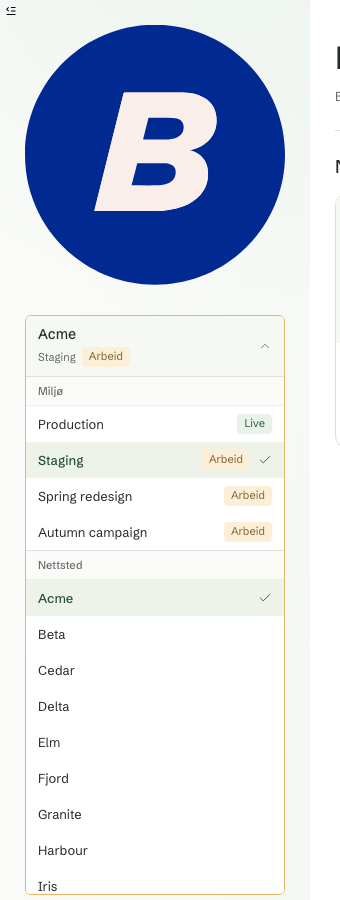 B
Acme
Staging Arbeid
Miljø
Production Live
Staging Arbeid
Spring redesign Arbeid
Autumn campaign Arbeid
Nettsted
Acme
Beta
Cedar
Delta
Elm
Fjord
Granite
Harbour
Iris